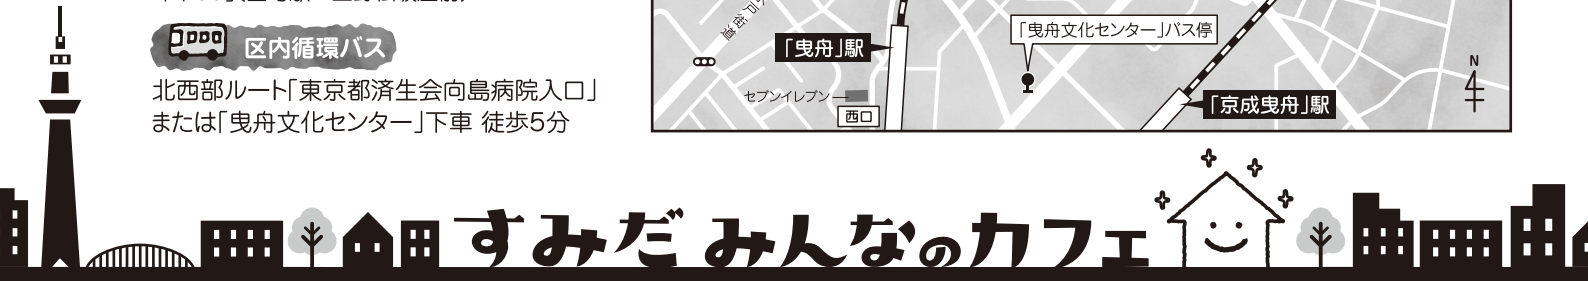 区内循環バス
北西部ルート「東京都済生会向島病院入口」
または「曳舟文化センター」下車 徒歩5分
戸街道
「曳舟」駅
「曳舟文化センター」バス停
セブンイレブン
西口
「京成曳舟」駅
N
すみだ みんなのカフェ